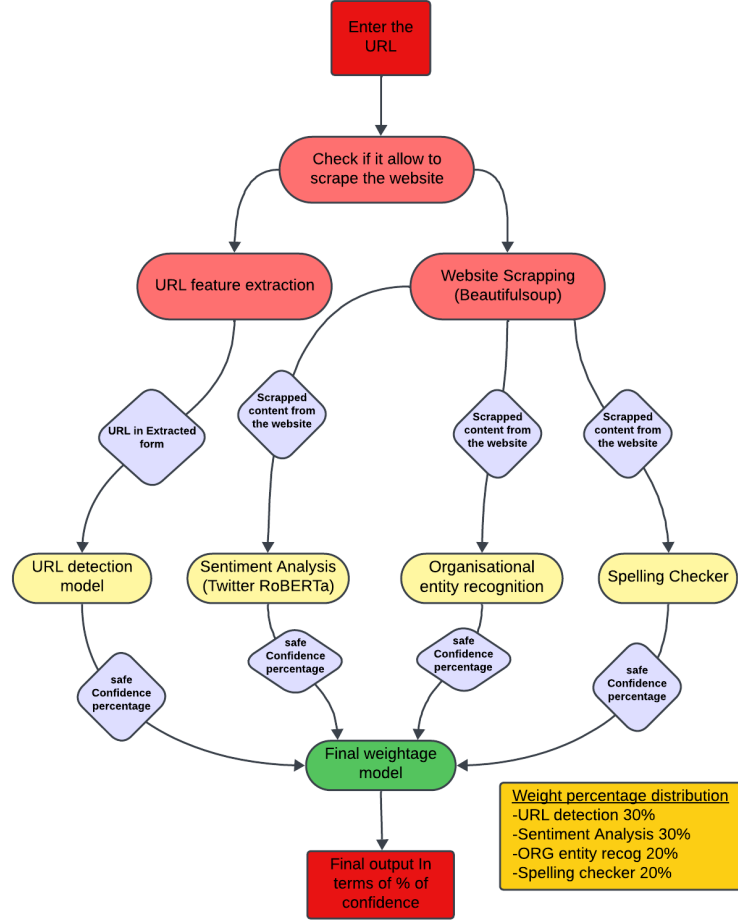 Enter the
URL
Check if it allow to
scrape the website
URL feature extraction
Website Scrapping
(Beautifulsoup)
URL in Extracted
form
Scrapped
content from
the website
Scrapped
content from
the website
Scrapped
content from
the website
URL detection
model
Sentiment Analysis
(Twitter RoBERTa)
Organisational
entity recognition
Spelling Checker
safe
Confidence
percentage
safe
Confidence
percentage
safe
Confidence
percentage
safe
Confidence
percentage
Final weightage
model
Weight percentage distribution
-URL detection 30%
-Sentiment Analysis 30%
-ORG entity recog 20%
-Spelling checker 20%
Final output In
terms of % of
confidence